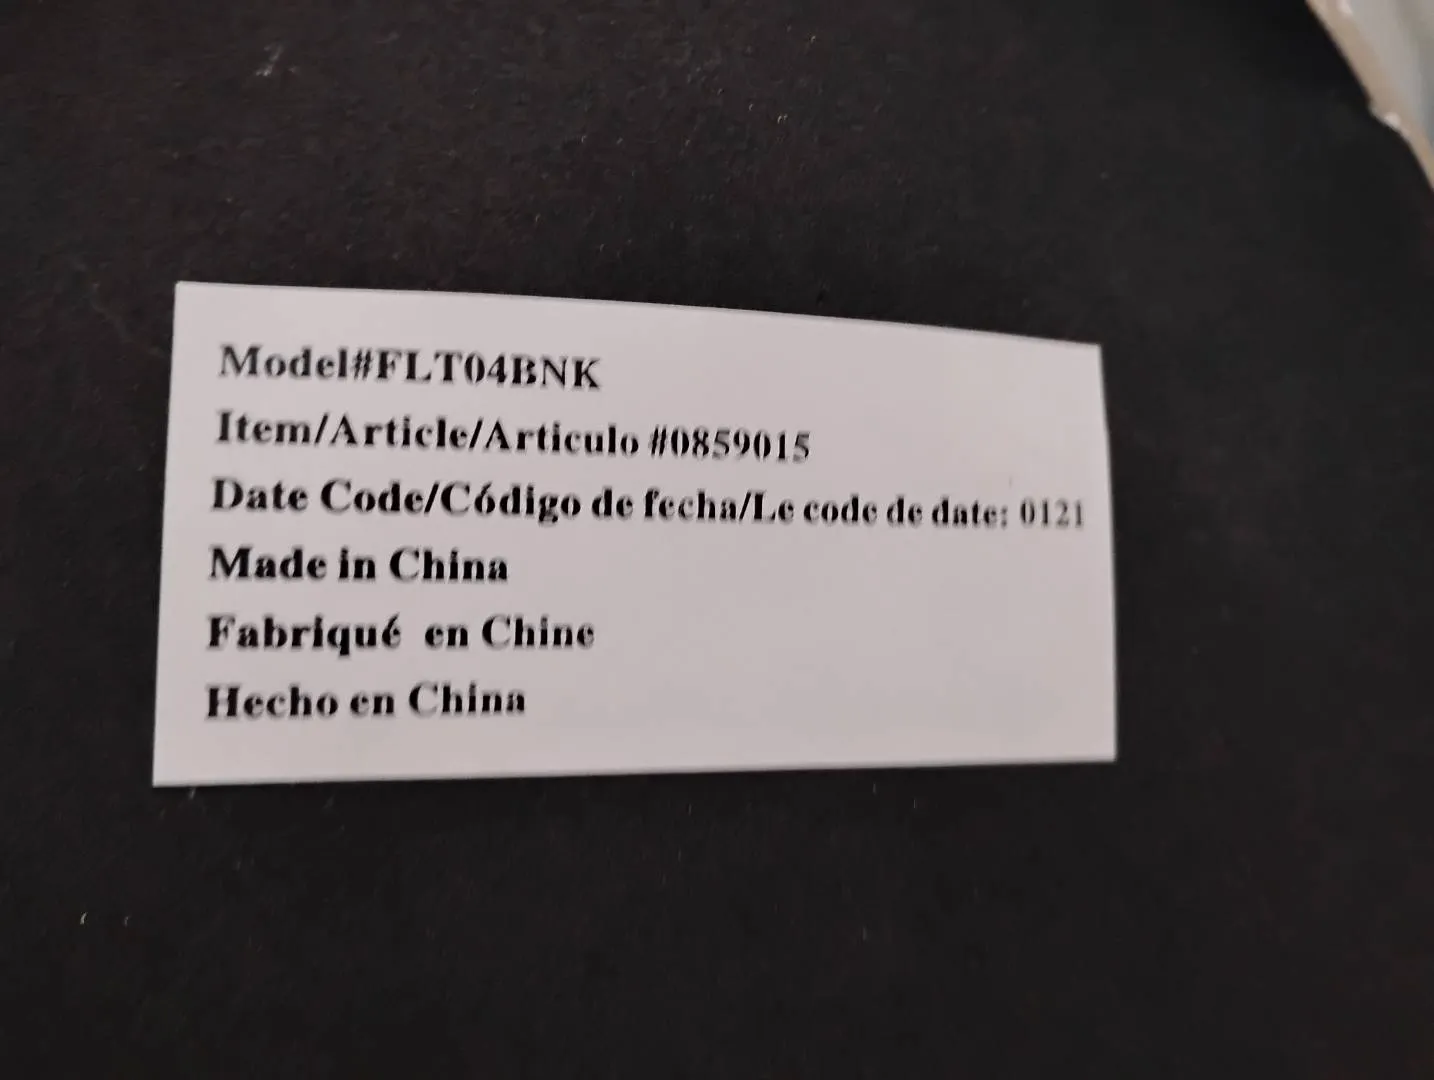 Model#FLT04BNK
Item/Article/Articulo #0859015
Date Code/Código de fecha/Le code de date: 0121
Made in China
Fabriqué en Chine
Hecho en China